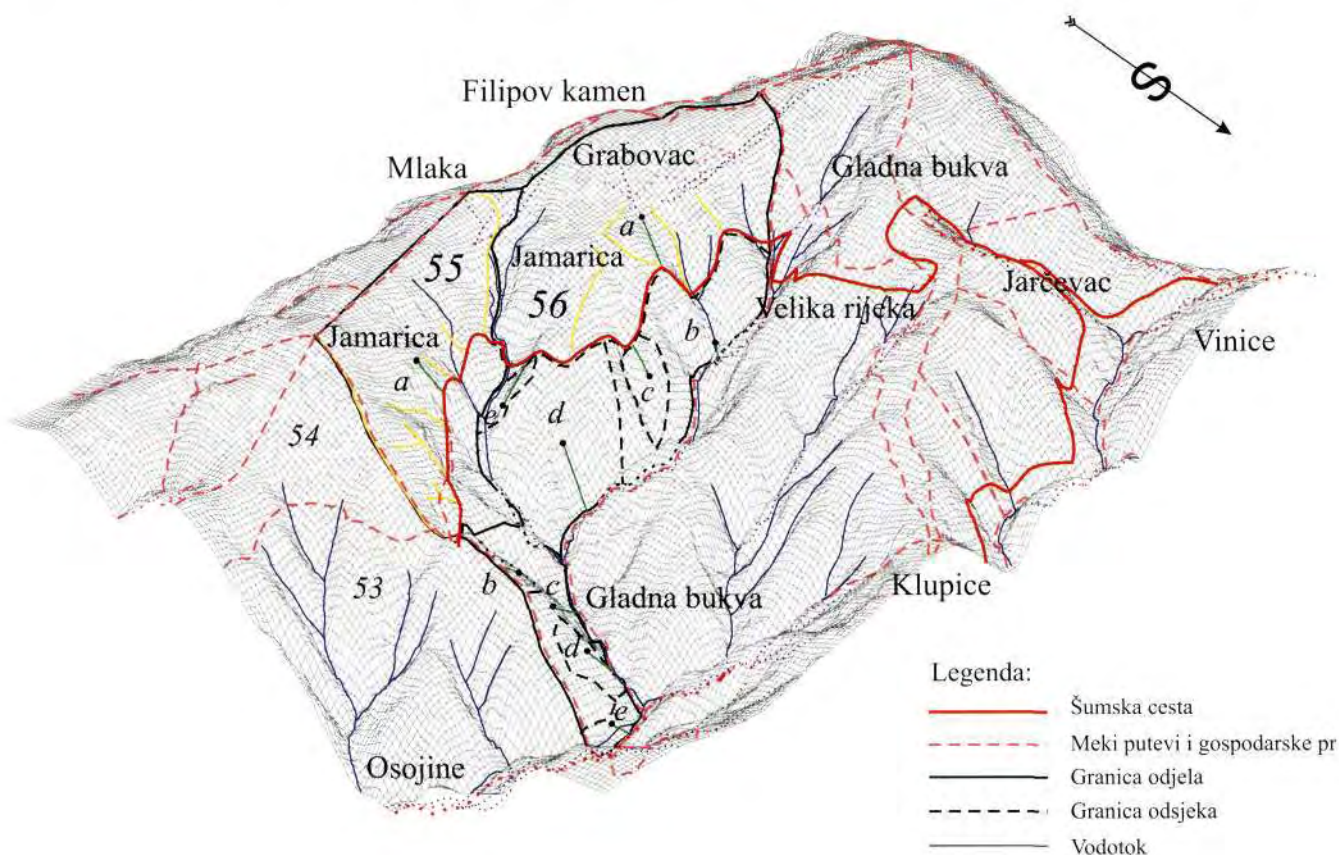 S
Filipov kamen
Mlaka
Grabovac
Gladna bukva
a
55
Jamarica
56
Jarčevac
Velika rijeka
Jamarica
b
Vinice
a
c
e
d
54
53
b
c
Gladna bukva
Klupice
d
e
Osojine
Legenda:
Šumska cesta
Meki putevi i gospodarske pr
Granica odjela
Granica odsjeka
Vodotok